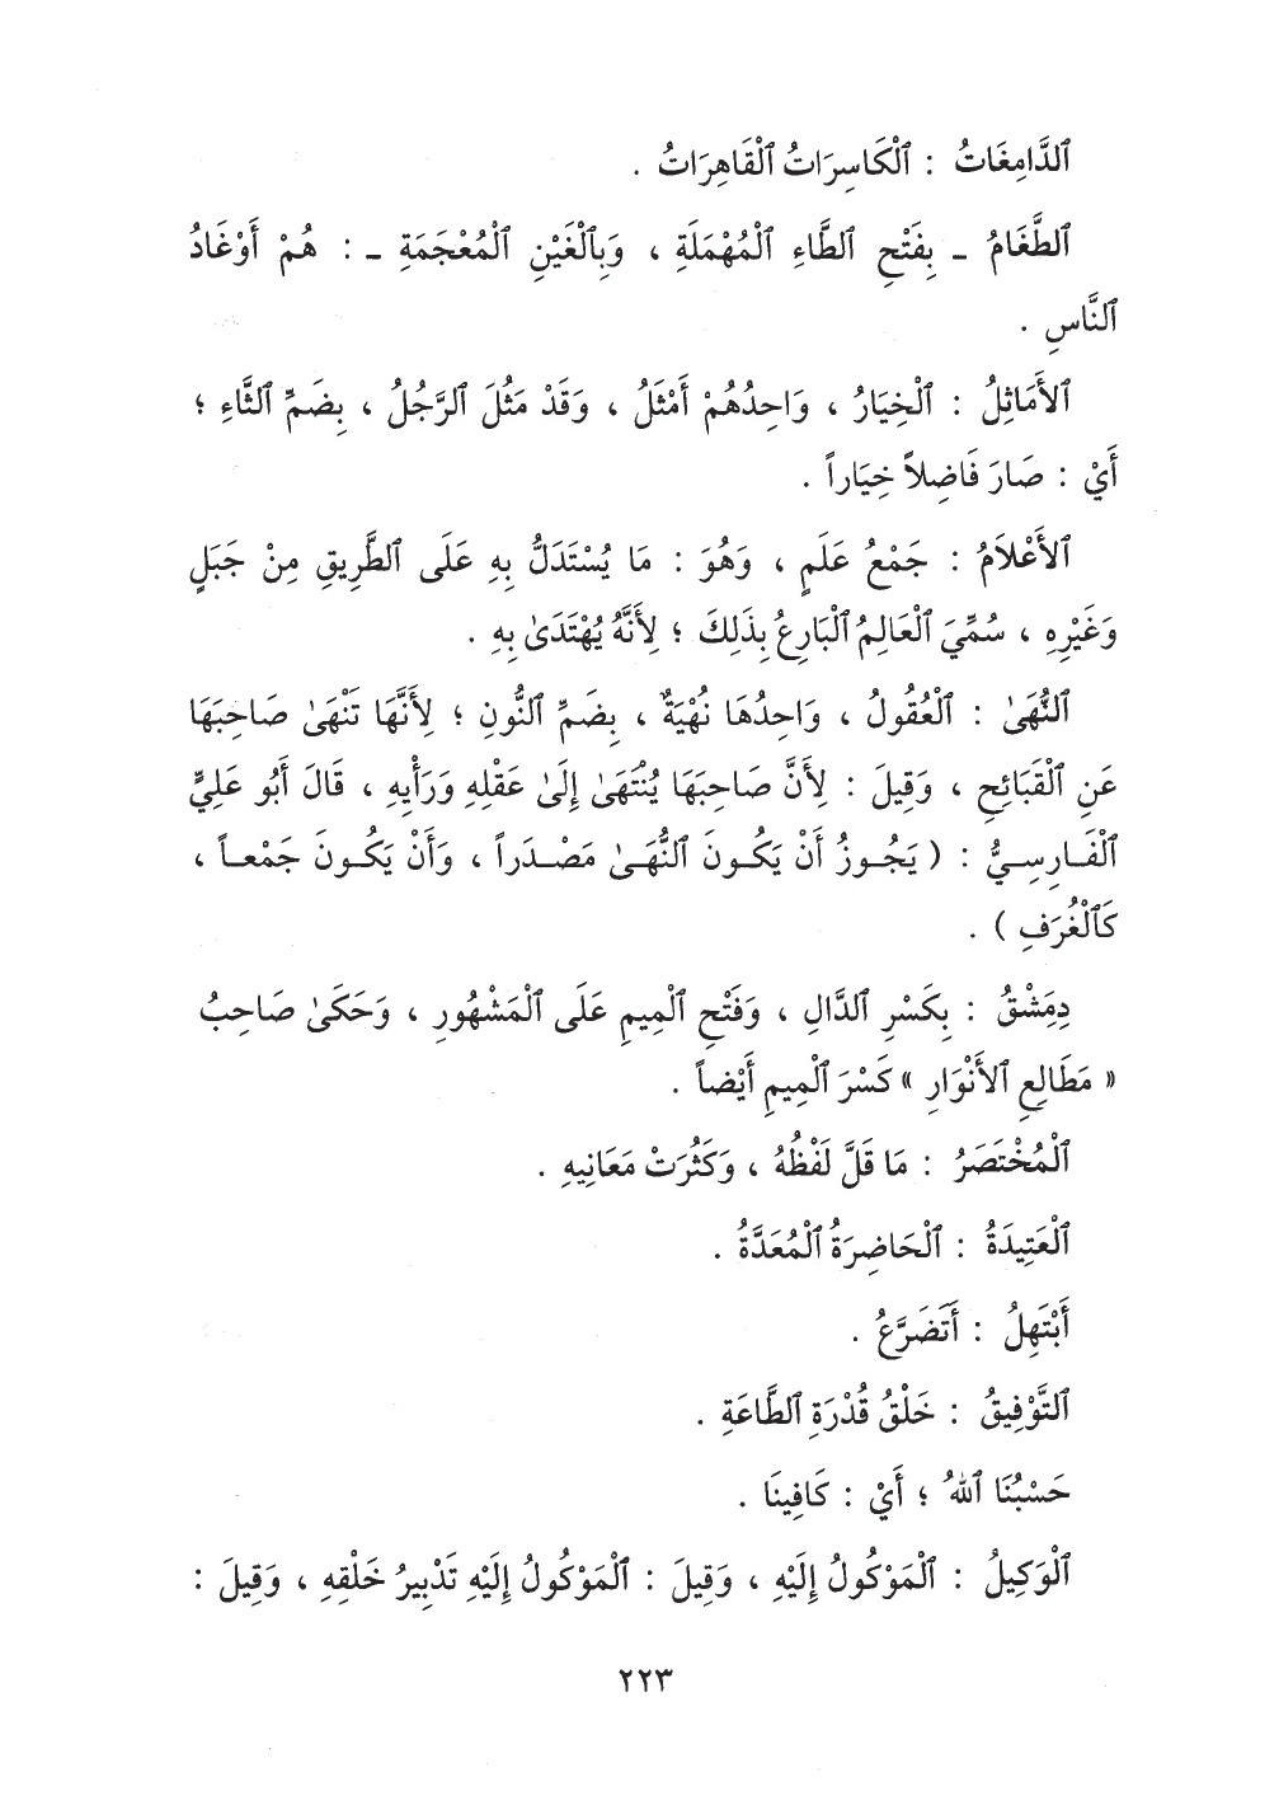 ٱلدَّامِغَاتُ : ٱلْكَاسِرَاتُ ٱلْقَاهِرَاتُ .
ٱلطَّغَامُ ـ بِفَتْحِ ٱلطَّاءِ ٱلْمُهْمَلَةِ ، وَبِٱلْغَيْنِ ٱلْمُعْجَمَةِ ـ : هُمْ أَوْغَادُ
ٱلنَّاسِ .
ٱلأَمَاثِلُ : ٱلْخِيَارُ ، وَاحِدُهُمْ أَمْثَلُ ، وَقَدْ مَثُلَ ٱلرَّجُلُ ، بِضَمِّ ٱلثَّاءِ ؛
أَيْ : صَارَ فَاضِلاً خِيَاراً .
ٱلأَعْلاَمُ : جَمْعُ عَلَمٍ ، وَهُوَ : مَا يُسْتَدَلُّ بِهِ عَلَى ٱلطَّرِيقِ مِنْ جَبَلٍ
وَغَيْرِهِ ، سُمِّيَ ٱلْعَالِمُ ٱلْبَارِعُ بِذَلِكَ ؛ لِأَنَّهُ يُهْتَدَىٰ بِهِ .
ٱلنُّهَىٰ : ٱلْعُقُولُ ، وَاحِدُهَا نُهْيَةٌ ، بِضَمِّ ٱلنُّونِ ؛ لِأَنَّهَا تَنْهَىٰ صَاحِبَهَا
عَنِ ٱلْقَبَائِحِ ، وَقِيلَ : لِأَنَّ صَاحِبَهَا يُنْتَهَىٰ إِلَىٰ عَقْلِهِ وَرَأْيِهِ ، قَالَ أَبُو عَلِيٍّ
ٱلْفَارِسِيُّ : ( يَجُوزُ أَنْ يَكُونَ ٱلنُّهَىٰ مَصْدَراً ، وَأَنْ يَكُونَ جَمْعاً ،
كَٱلْغُرَفِ ) .
دِمَِشْقُ : بِكَسْرِ ٱلدَّالِ ، وَفَتْحِ ٱلْمِيمِ عَلَى ٱلْمَشْهُورِ ، وَحَكَىٰ صَاحِبُ
« مَطَالِعِ ٱلأَنْوَارِ » كَسْرَ ٱلْمِيمِ أَيْضاً .
ٱلْمُخْتَصَرُ : مَا قَلَّ لَفْظُهُ ، وَكَثُرَتْ مَعَانِيهِ .
ٱلْعَتِيدَةُ : ٱلْحَاضِرَةُ ٱلْمُعَدَّةُ .
أَبْتَهِلُ : أَتَضَرَّعُ .
ٱلتَّوْفِيقُ : خَلْقُ قُدْرَةِ ٱلطَّاعَةِ .
حَسْبُنَا ٱللهُ ؛ أَيْ : كَافِينَا .
ٱلْوَكِيلُ : ٱلْمَوْكُولُ إِلَيْهِ ، وَقِيلَ : ٱلْمَوْكُولُ إِلَيْهِ تَدْبِيرُ خَلْقِهِ ، وَقِيلَ :
٢٢٣